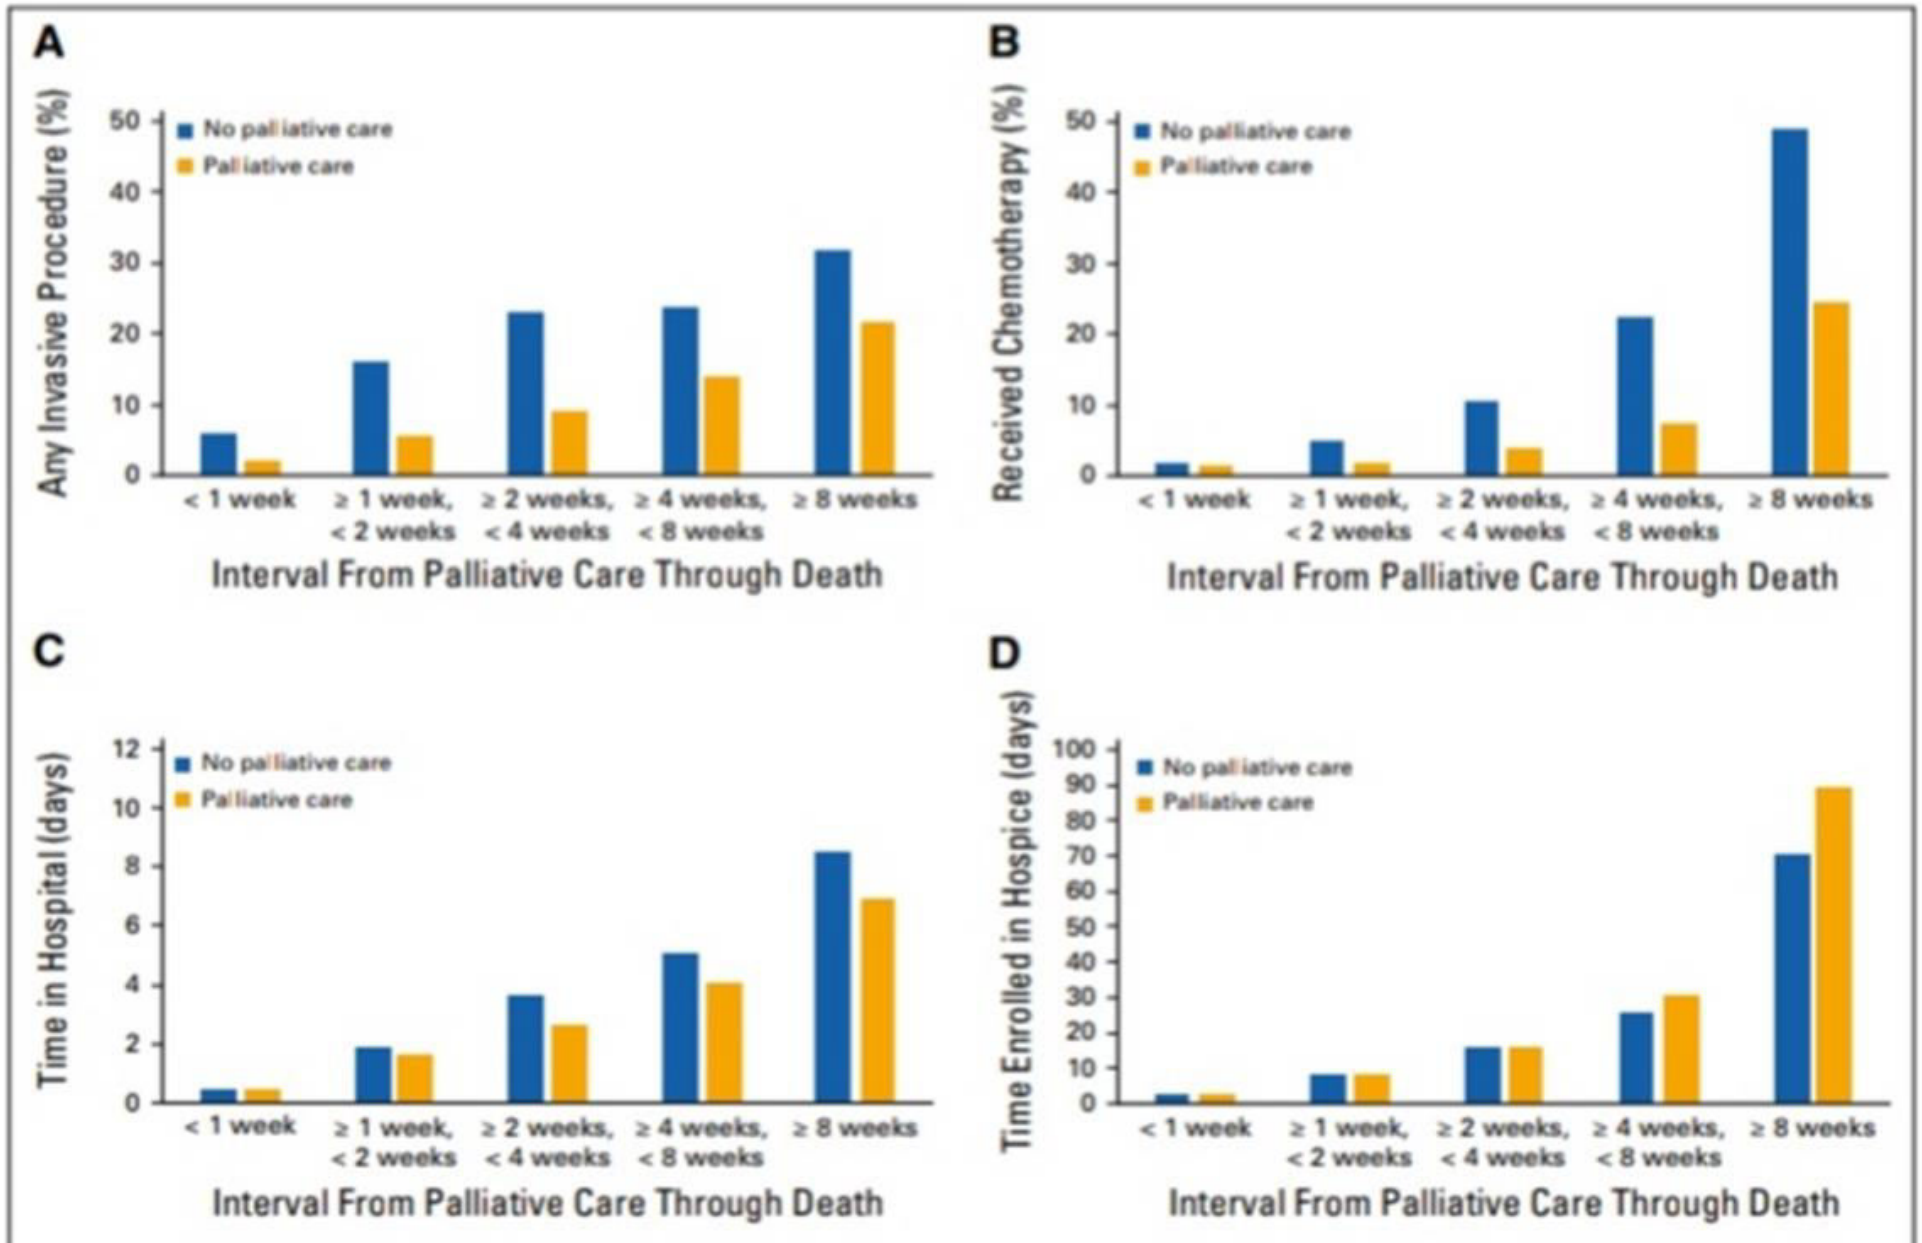 A
Any Invasive Procedure (%)
50
40
30
20
10
0
No palliative care
Palliative care
< 1 week
≥ 1 week,
< 2 weeks
≥ 2 weeks,
< 4 weeks
≥ 4 weeks,
< 8 weeks
≥ 8 weeks
Interval From Palliative Care Through Death
B
Received Chemotherapy (%)
50
40
30
20
10
0
No palliative care
Palliative care
< 1 week
≥ 1 week,
< 2 weeks
≥ 2 weeks,
< 4 weeks
≥ 4 weeks,
< 8 weeks
≥ 8 weeks
Interval From Palliative Care Through Death
C
Time in Hospital (days)
12
10
8
6
4
2
0
No palliative care
Palliative care
< 1 week
≥ 1 week,
< 2 weeks
≥ 2 weeks,
< 4 weeks
≥ 4 weeks,
< 8 weeks
≥ 8 weeks
Interval From Palliative Care Through Death
D
Time Enrolled in Hospice (days)
100
90
80
70
60
50
40
30
20
10
0
No palliative care
Palliative care
< 1 week
≥ 1 week,
< 2 weeks
≥ 2 weeks,
< 4 weeks
≥ 4 weeks,
< 8 weeks
≥ 8 weeks
Interval From Palliative Care Through Death